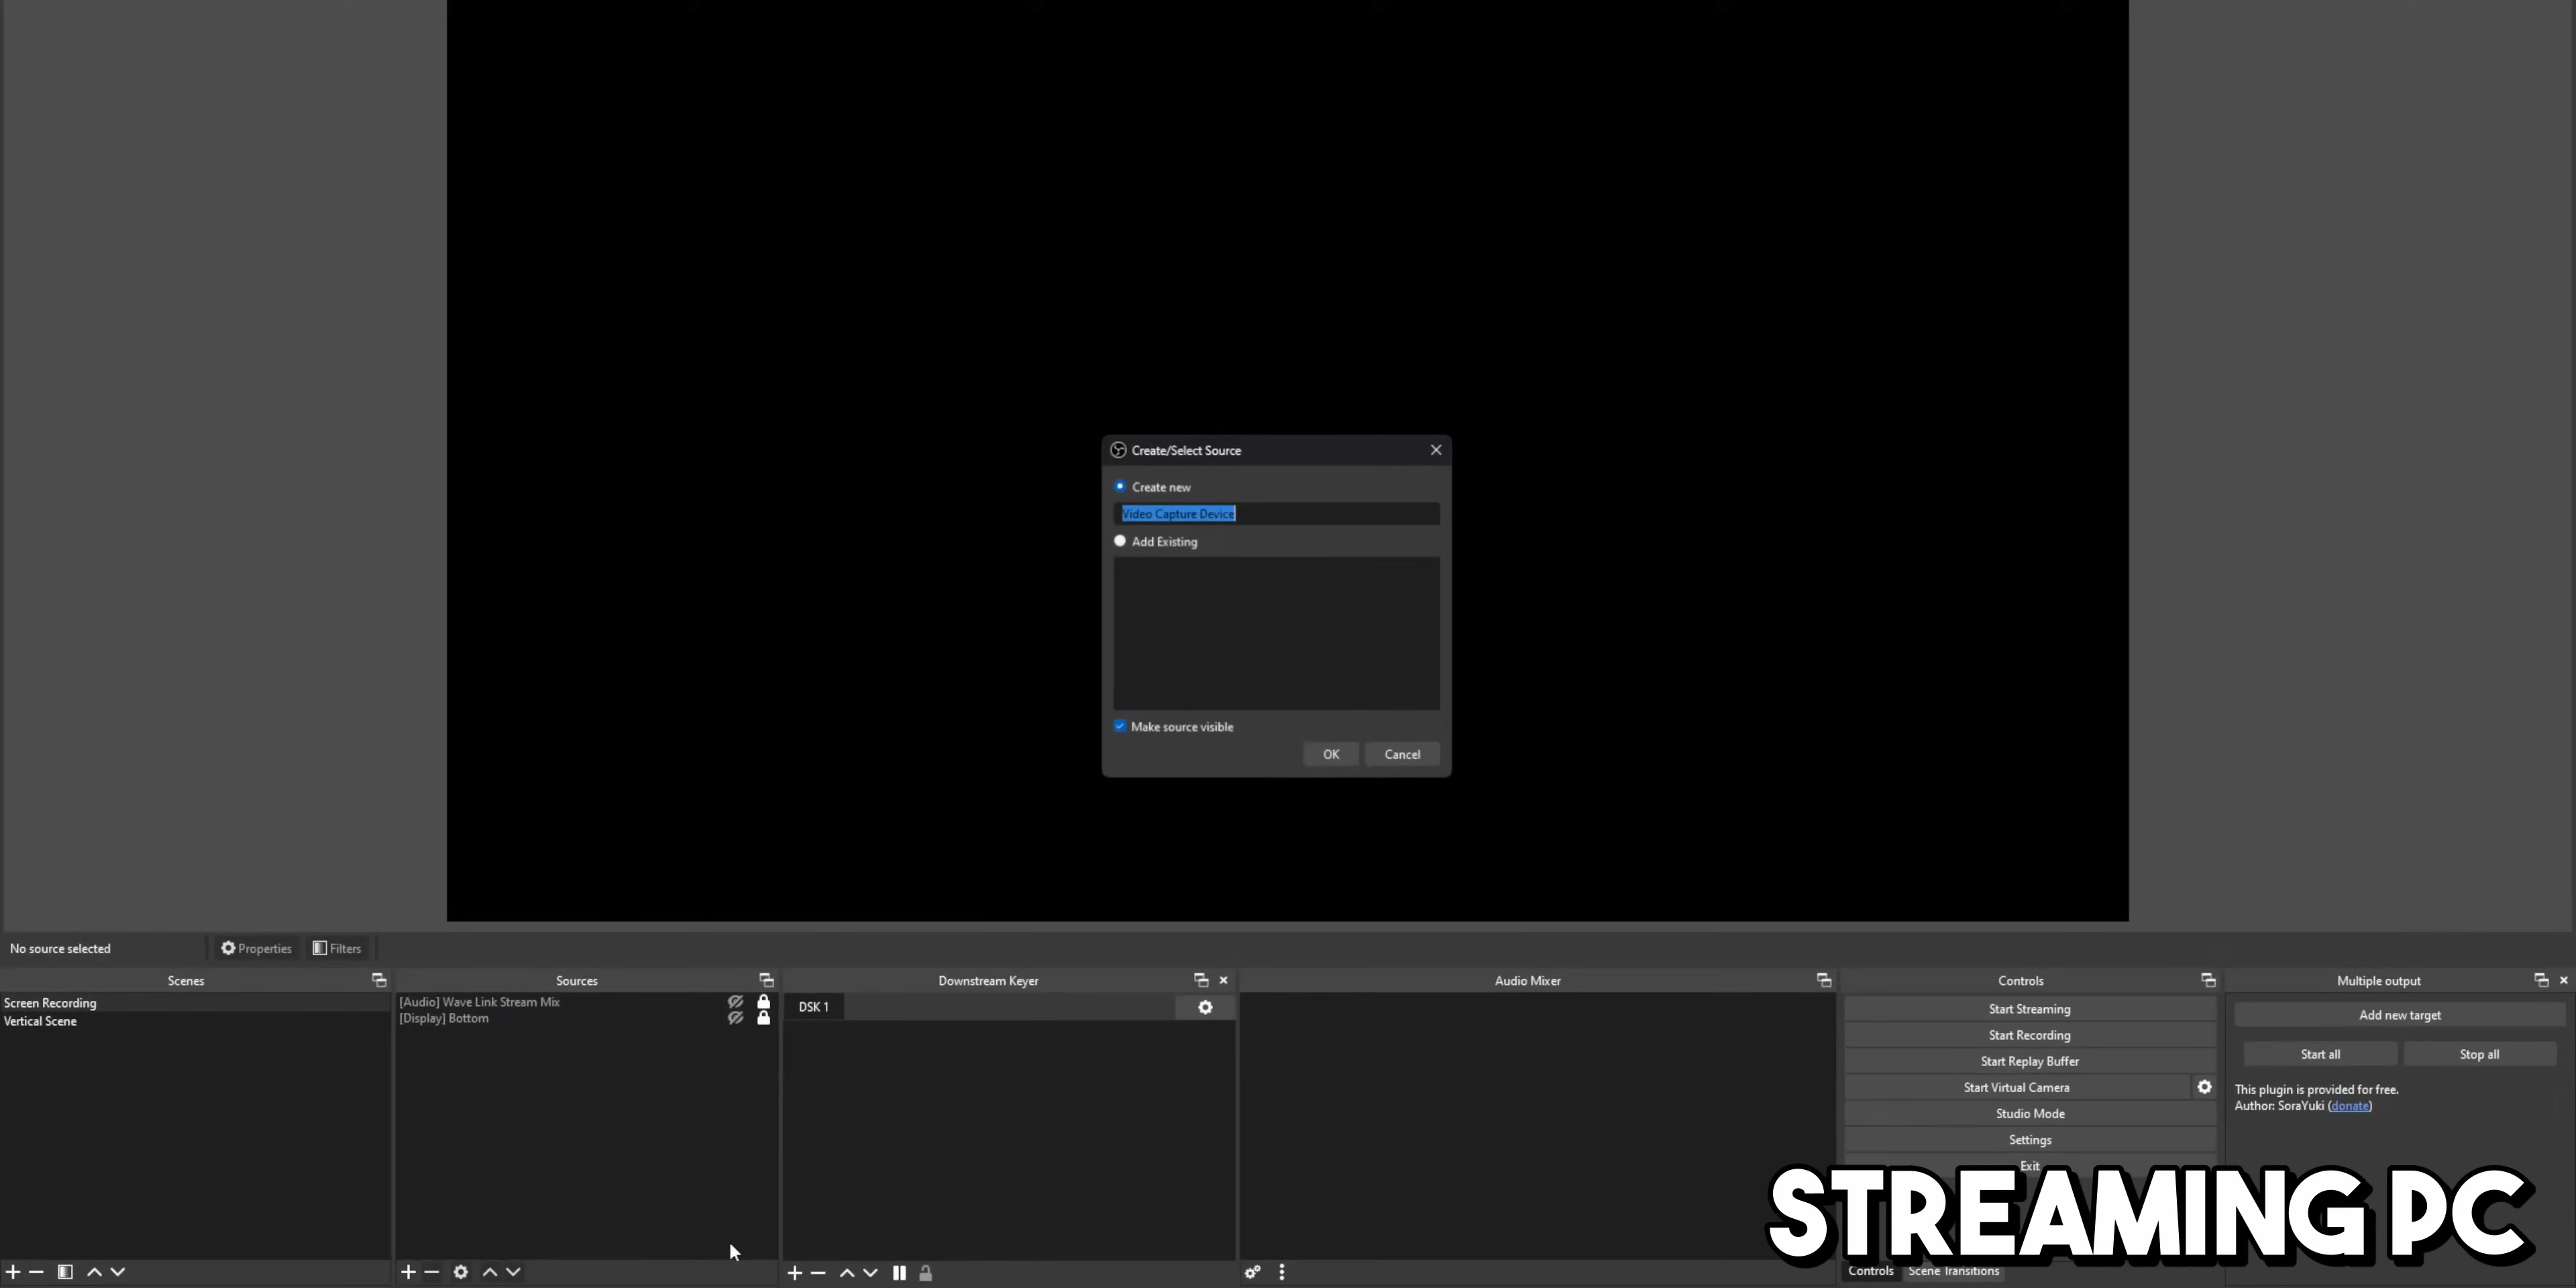 Create/Select Source
Create new
Video Capture Device
Add Existing
Make source visible
OK Cancel
No source selected Properties Filters
Scenes
Screen Recording
Vertical Scene
Sources
[Audio] Wave Link Stream Mix
[Display] Bottom
Downstream Keyer
DSK 1
Audio Mixer
Controls
Start Streaming
Start Recording
Start Replay Buffer
Start Virtual Camera
Studio Mode
Settings
Exit
Controls Scene Transitions
Multiple output
Add new target
Start all Stop all
This plugin is provided for free.
Author: SoraYuki (donate)
STREAMING PC